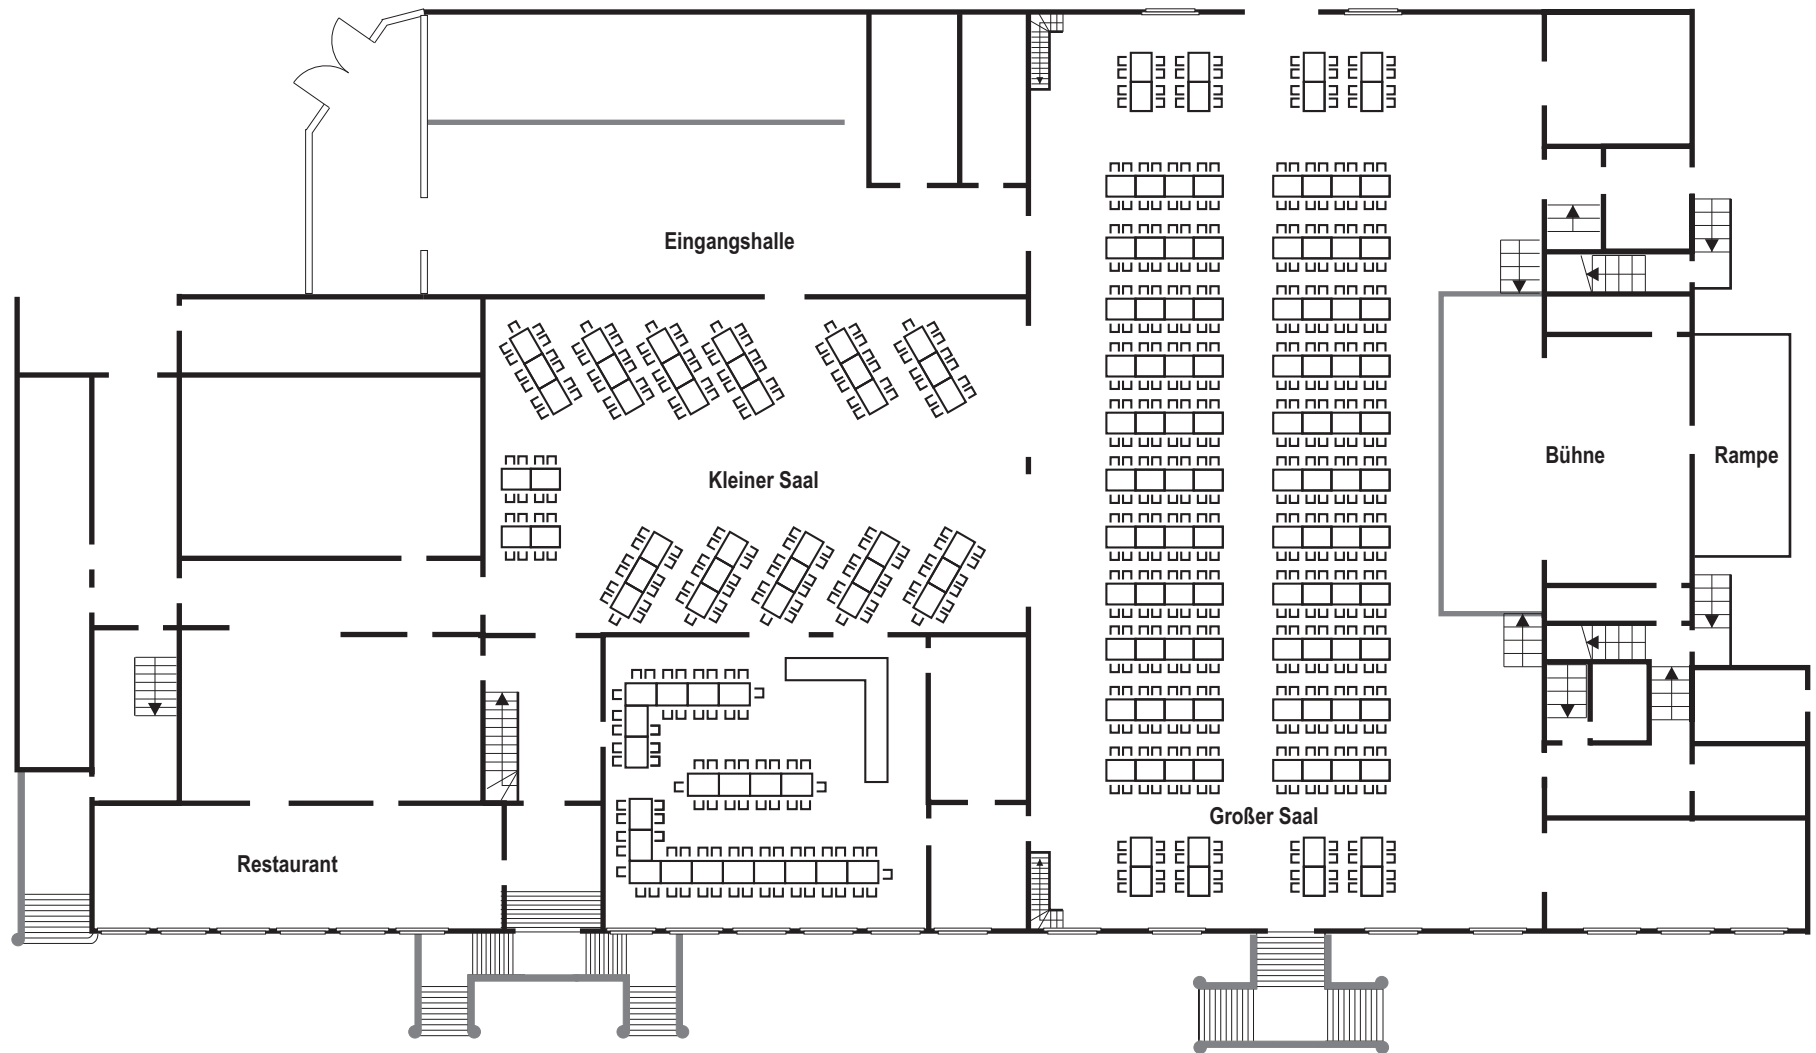 Eingangshalle
Bühne
Rampe
Kleiner Saal
Großer Saal
Restaurant